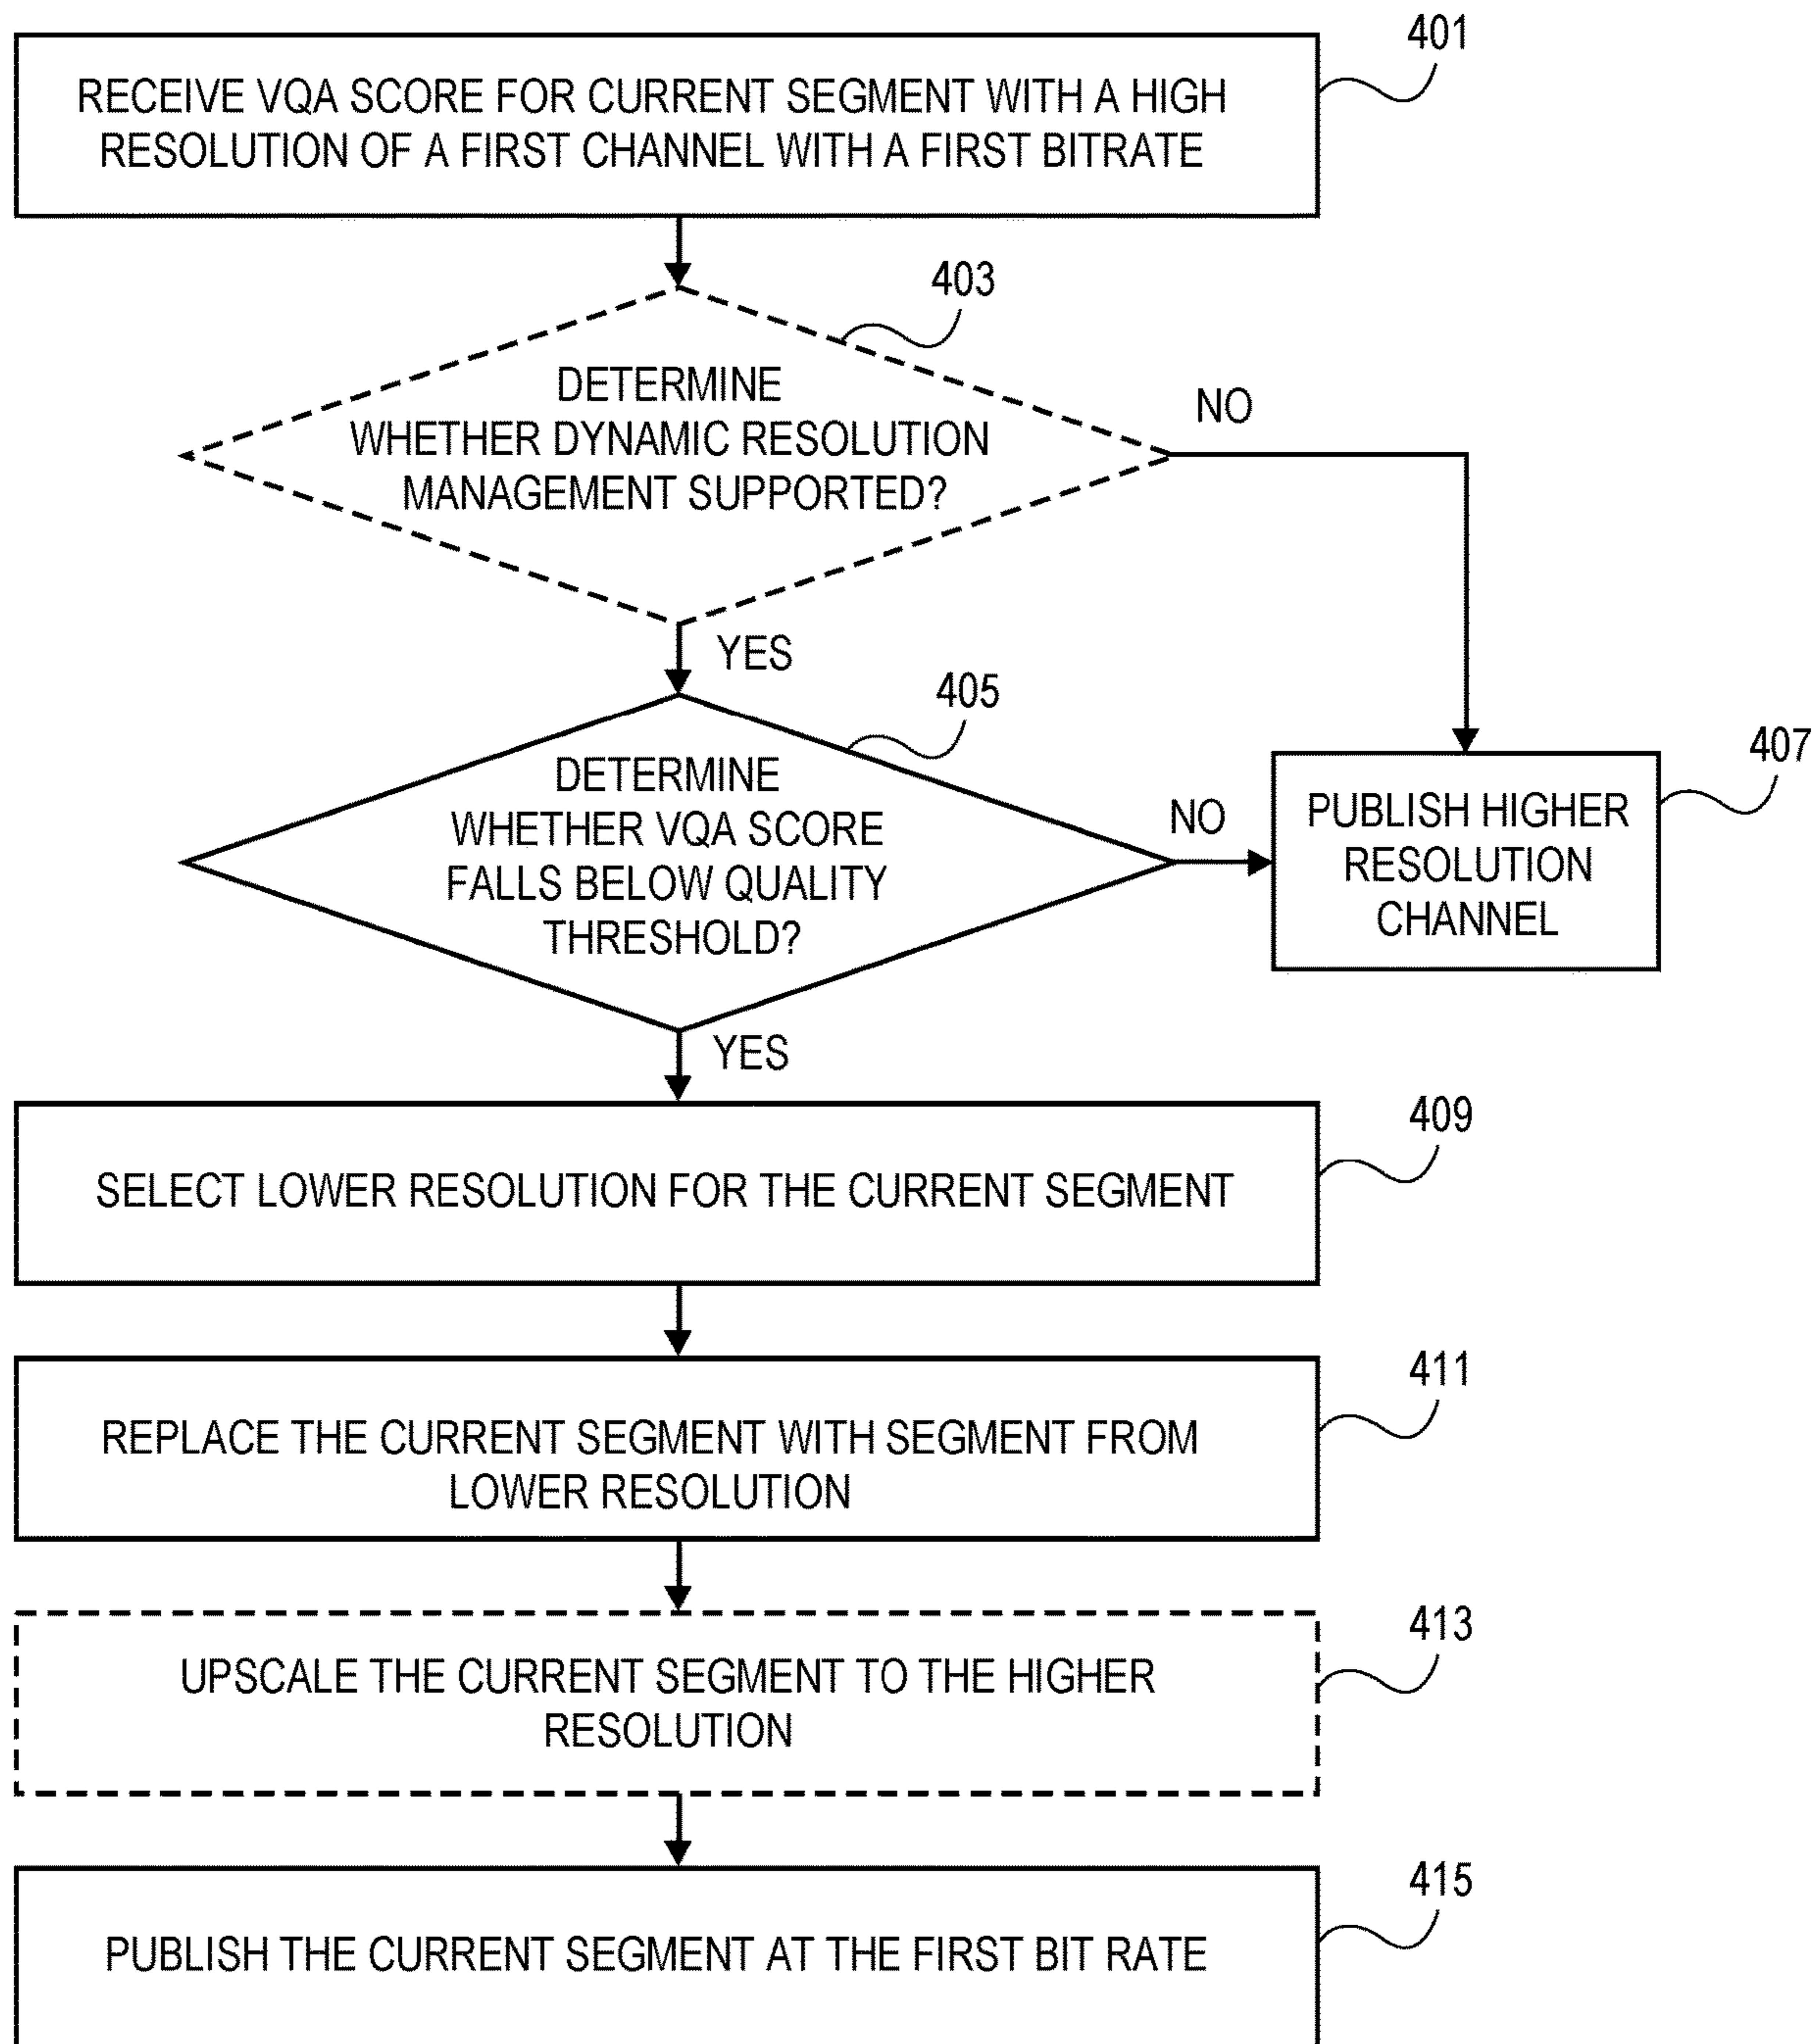 401
RECEIVE VQA SCORE FOR CURRENT SEGMENT WITH A HIGH
RESOLUTION OF A FIRST CHANNEL WITH A FIRST BITRATE
403
DETERMINE
WHETHER DYNAMIC RESOLUTION
MANAGEMENT SUPPORTED?
NO
YES
405
DETERMINE
WHETHER VQA SCORE
FALLS BELOW QUALITY
THRESHOLD?
NO
407
PUBLISH HIGHER
RESOLUTION
CHANNEL
YES
409
SELECT LOWER RESOLUTION FOR THE CURRENT SEGMENT
411
REPLACE THE CURRENT SEGMENT WITH SEGMENT FROM
LOWER RESOLUTION
413
UPSCALE THE CURRENT SEGMENT TO THE HIGHER
RESOLUTION
415
PUBLISH THE CURRENT SEGMENT AT THE FIRST BIT RATE